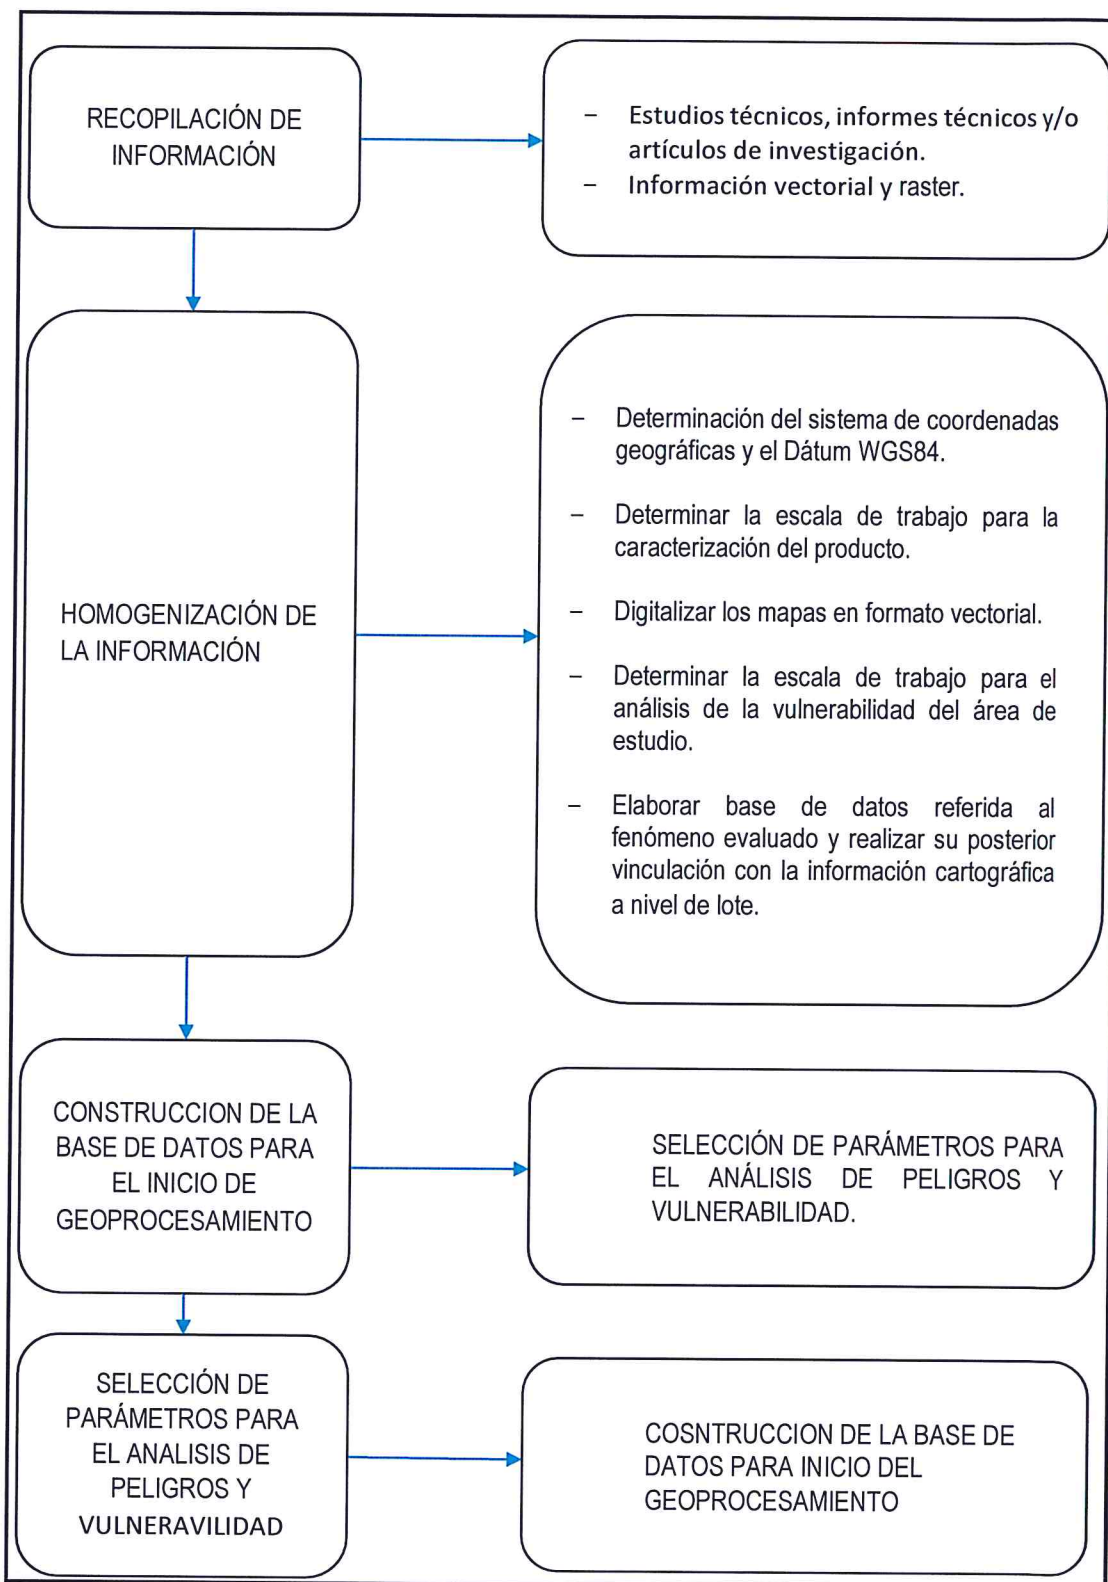 RECOPILACIÓN DE
INFORMACIÓN
– Estudios técnicos, informes técnicos y/o
artículos de investigación.
– Información vectorial y raster.
HOMOGENIZACIÓN DE
LA INFORMACIÓN
– Determinación del sistema de coordenadas
geográficas y el Dátum WGS84.
– Determinar la escala de trabajo para la
caracterización del producto.
– Digitalizar los mapas en formato vectorial.
– Determinar la escala de trabajo para el
análisis de la vulnerabilidad del área de
estudio.
– Elaborar base de datos referida al
fenómeno evaluado y realizar su posterior
vinculación con la información cartográfica
a nivel de lote.
CONSTRUCCION DE LA
BASE DE DATOS PARA
EL INICIO DE
GEOPROCESAMIENTO
SELECCIÓN DE PARÁMETROS PARA
EL ANÁLISIS DE PELIGROS Y
VULNERABILIDAD.
SELECCIÓN DE
PARÁMETROS PARA
EL ANALISIS DE
PELIGROS Y
VULNERAVILIDAD
COSNTRUCCION DE LA BASE DE
DATOS PARA INICIO DEL
GEOPROCESAMIENTO